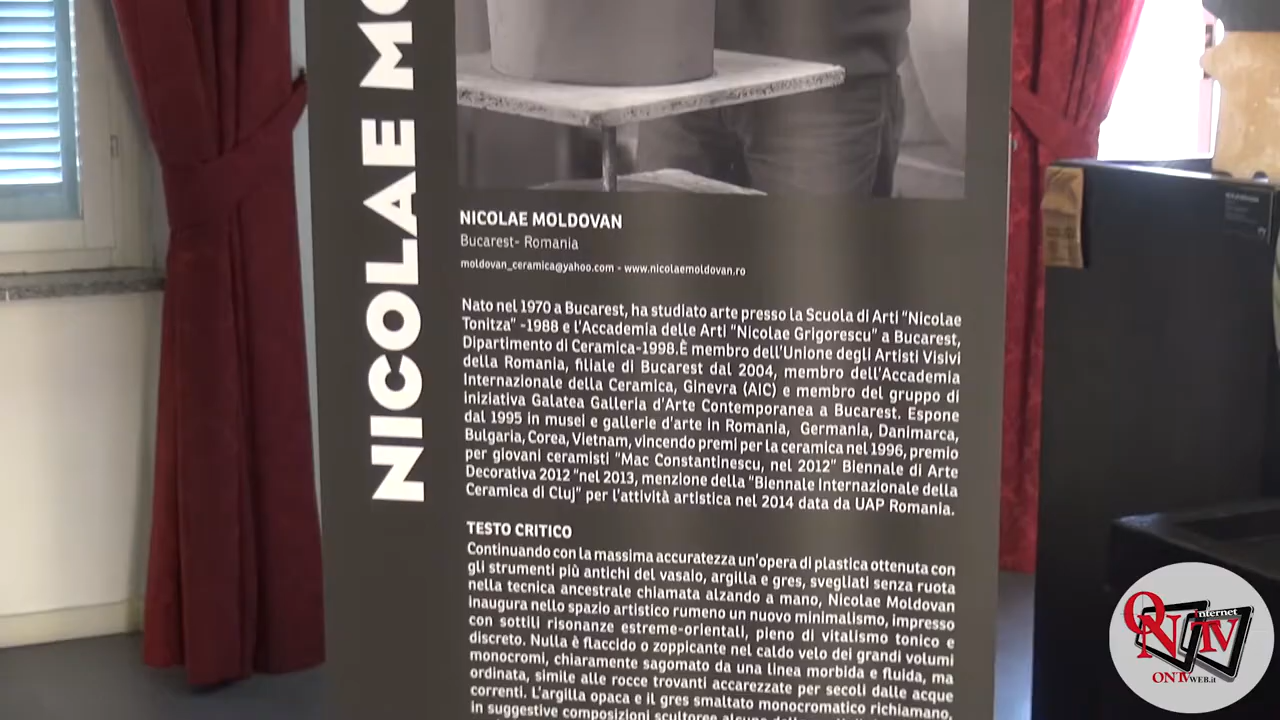 NICOLAE MO
NICOLAE MOLDOVAN
Bucarest- Romania
moldovan_ceramica@yahoo.com - www.nicolaemoldovan.ro
Nato nel 1970 a Bucarest, ha studiato arte presso la Scuola di Arti "Nicolae
Tonitza" -1988 e l'Accademia delle Arti "Nicolae Grigorescu" a Bucarest,
Dipartimento di Ceramica-1998.È membro dell'Unione degli Artisti Visivi
della Romania, filiale di Bucarest dal 2004, membro dell'Accademia
Internazionale della Ceramica, Ginevra (AIC) e membro del gruppo di
iniziativa Galatea Galleria d'Arte Contemporanea a Bucarest. Espone
dal 1995 in musei e gallerie d'arte in Romania, Germania, Danimarca,
Bulgaria, Corea, Vietnam, vincendo premi per la ceramica nel 1996, premio
per giovani ceramisti "Mac Constantinescu, nel 2012" Biennale di Arte
Decorativa 2012 "nel 2013, menzione della "Biennale Internazionale della
Ceramica di Cluj" per l'attività artistica nel 2014 data da UAP Romania.
TESTO CRITICO
Continuando con la massima accuratezza un'opera di plastica ottenuta con
gli strumenti più antichi del vasaio, argilla e gres, svegliati senza ruota
nella tecnica ancestrale chiamata alzando a mano, Nicolae Moldovan
inaugura nello spazio artistico rumeno un nuovo minimalismo, impresso
con sottili risonanze estreme-orientali, pieno di vitalismo tonico e
discreto. Nulla è flaccido o zoppicante nel caldo velo dei grandi volumi
monocromi, chiaramente sagomato da una linea morbida e fluida, ma
ordinata, simile alle rocce trovanti accarezzate per secoli dalle acque
correnti. L'argilla opaca e il gres smaltato monocromatico richiamano,
in suggestive composizioni scultoree alcune
ON internet TV
ONTVWEB.it